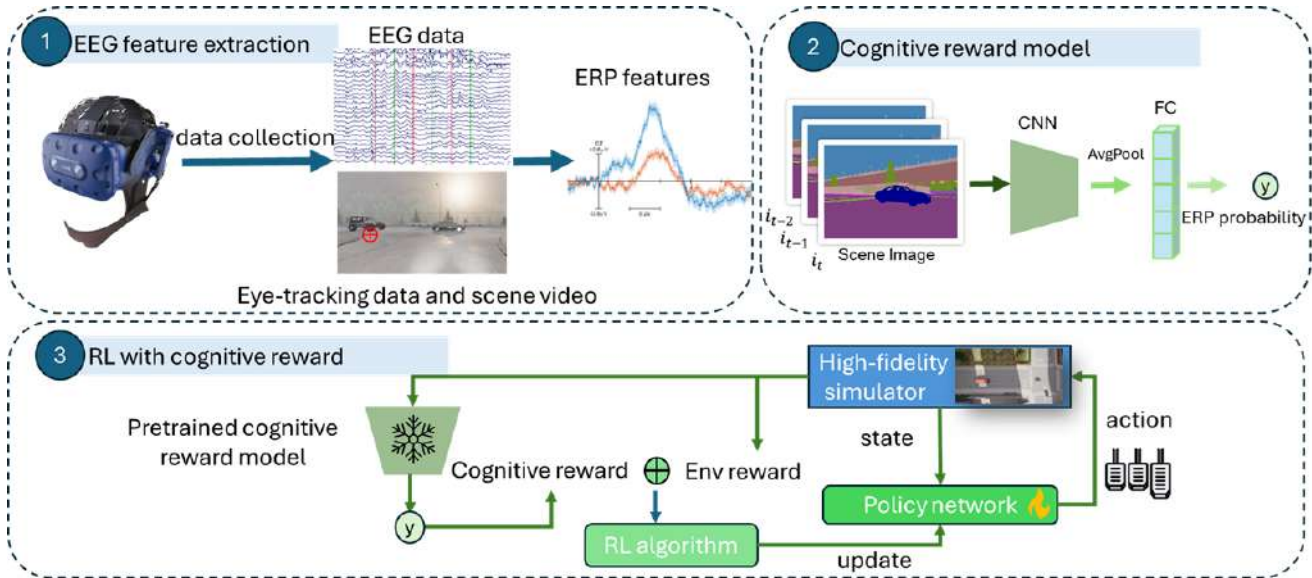 1
EEG feature extraction
EEG data
ERP features
data collection
Eye-tracking data and scene video
2
Cognitive reward model
CNN
FC
AvgPool
y
ERP probability
i_{t-2}
i_{t-1}
i_t
Scene Image
3
RL with cognitive reward
High-fidelity
simulator
Pretrained cognitive
reward model
state
action
Cognitive reward
Env reward
Policy network
y
RL algorithm
update